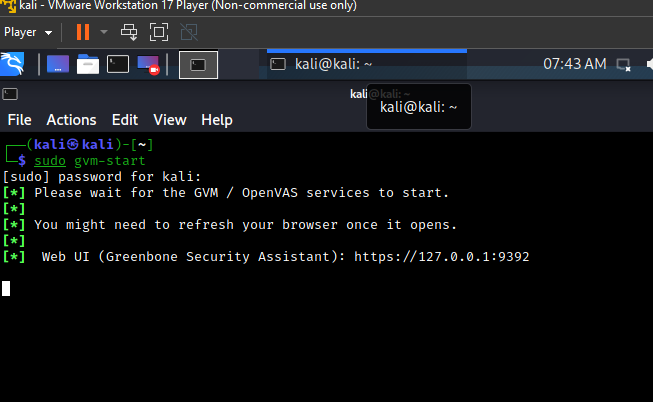 kali - VMware Workstation 17 Player (Non-commercial use only)
Player
kali@kali: ~
07:43 AM
kali@kali: ~
kali@kali: ~
File Actions Edit View Help
┌──(kali㉿kali)-[~]
└─$ sudo gvm-start
[sudo] password for kali:
[*] Please wait for the GVM / OpenVAS services to start.
[*]
[*] You might need to refresh your browser once it opens.
[*]
[*]  Web UI (Greenbone Security Assistant): https://127.0.0.1:9392